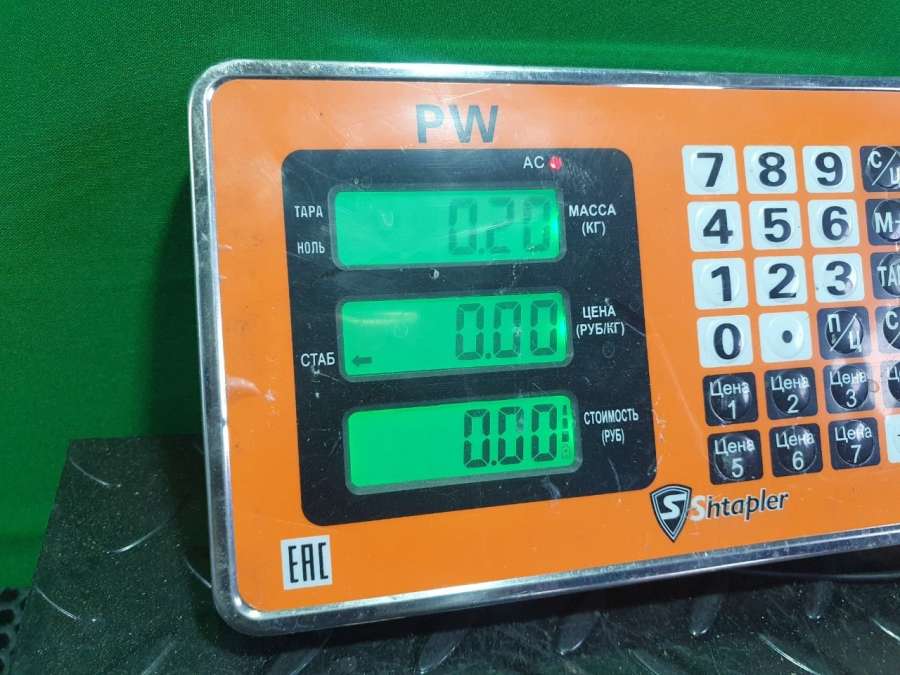 PW
AC
ТАРА
НОЛЬ
0.20
МАССА
(КГ)
0.00
ЦЕНА
(РУБ/КГ)
СТАБ
0.00
СТОИМОСТЬ
(РУБ)
7 8 9 С/Ц
4 5 6
1 2 3
0 . П/Ц
Цена 1 Цена 2 Цена 3
Цена 5 Цена 6 Цена 7
S Shtapler
EAC